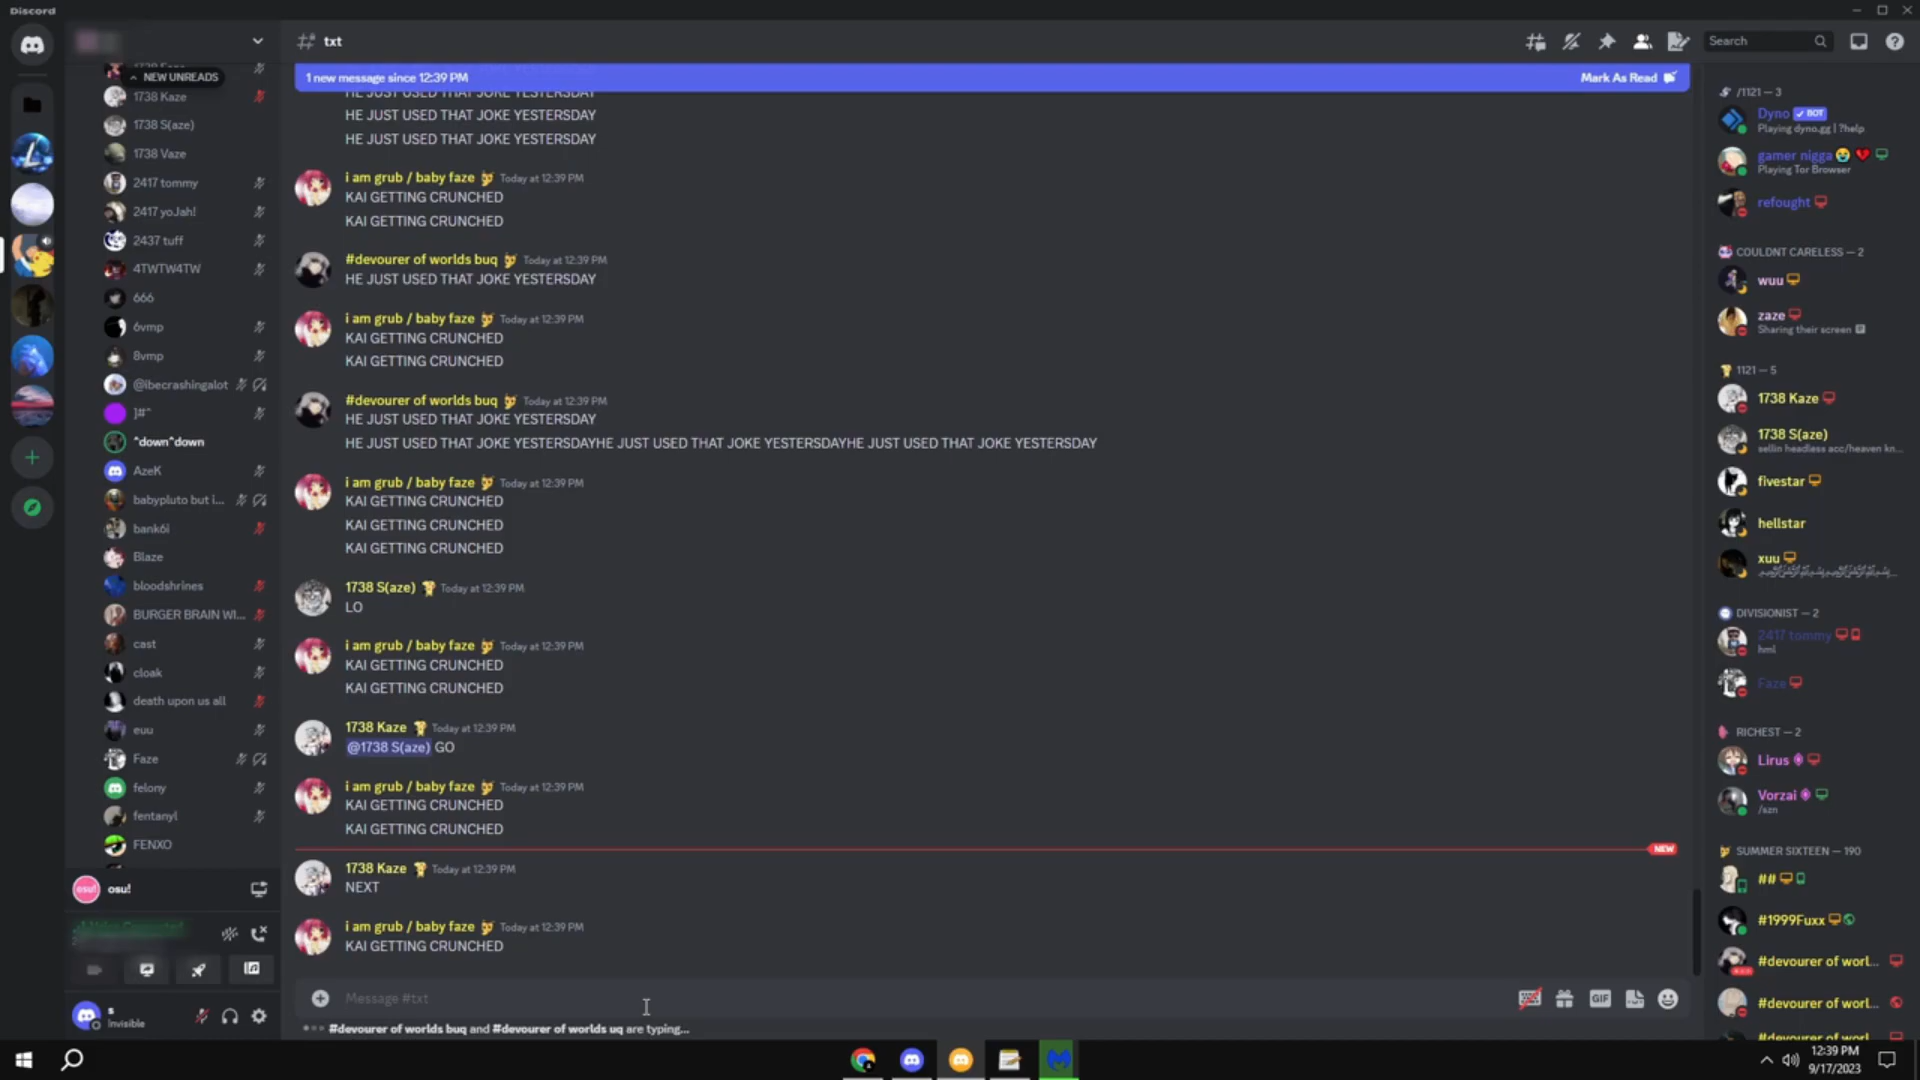 Discord
NEW UNREADS
1738 Kaze
1738 S(aze)
1738 Vaze
2417 tommy
2417 yoJah!
2437 tuff
4TWTW4TW
666
6vmp
8vmp
@ibecrashingalot
]#^
^down^down
AzeK
babypluto but i...
bank6i
Blaze
bloodshrines
BURGER BRAIN WI...
cast
cloak
death upon us all
euu
Faze
felony
fentanyl
FENXO
osu! osu!
s
Invisible
txt
Search
1 new message since 12:39 PM
Mark As Read
HE JUST USED THAT JOKE YESTERDAY
HE JUST USED THAT JOKE YESTERDAY
HE JUST USED THAT JOKE YESTERDAY
i am grub / baby faze Today at 12:39 PM
KAI GETTING CRUNCHED
KAI GETTING CRUNCHED
#devourer of worlds buq Today at 12:39 PM
HE JUST USED THAT JOKE YESTERDAY
i am grub / baby faze Today at 12:39 PM
KAI GETTING CRUNCHED
KAI GETTING CRUNCHED
#devourer of worlds buq Today at 12:39 PM
HE JUST USED THAT JOKE YESTERDAY
HE JUST USED THAT JOKE YESTERDAYHE JUST USED THAT JOKE YESTERDAYHE JUST USED THAT JOKE YESTERDAY
i am grub / baby faze Today at 12:39 PM
KAI GETTING CRUNCHED
KAI GETTING CRUNCHED
KAI GETTING CRUNCHED
1738 S(aze) Today at 12:39 PM
LO
i am grub / baby faze Today at 12:39 PM
KAI GETTING CRUNCHED
KAI GETTING CRUNCHED
1738 Kaze Today at 12:39 PM
@1738 S(aze) GO
i am grub / baby faze Today at 12:39 PM
KAI GETTING CRUNCHED
KAI GETTING CRUNCHED
NEW
1738 Kaze Today at 12:39 PM
NEXT
i am grub / baby faze Today at 12:39 PM
KAI GETTING CRUNCHED
Message #txt
GIF
#devourer of worlds buq and #devourer of worlds uq are typing...
/1121 — 3
Dyno BOT
Playing dyno.gg | ?help
gamer nigga
Playing Tor Browser
refought
COULDNT CARELESS — 2
wuu
zaze
Sharing their screen
1121 — 5
1738 Kaze
1738 S(aze)
sellin headless acc/heaven kn...
fivestar
hellstar
xuu
DIVISIONIST — 2
2417 tommy
hml
Faze
RICHEST — 2
Lirus
Vorzai
/szn
SUMMER SIXTEEN — 190
##
#1999Fuxx
#devourer of worl...
#devourer of worl...
#devourer of worl...
12:39 PM
9/17/2023